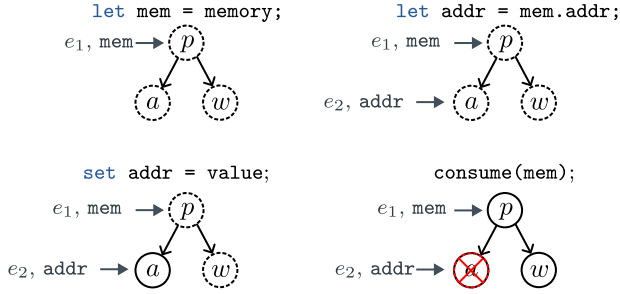 let mem = memory;
e₁, mem
p
a
w
let addr = mem.addr;
e₁, mem
p
e₂, addr
a
w
set addr = value;
e₁, mem
p
e₂, addr
a
w
consume(mem);
e₁, mem
p
e₂, addr
a
w